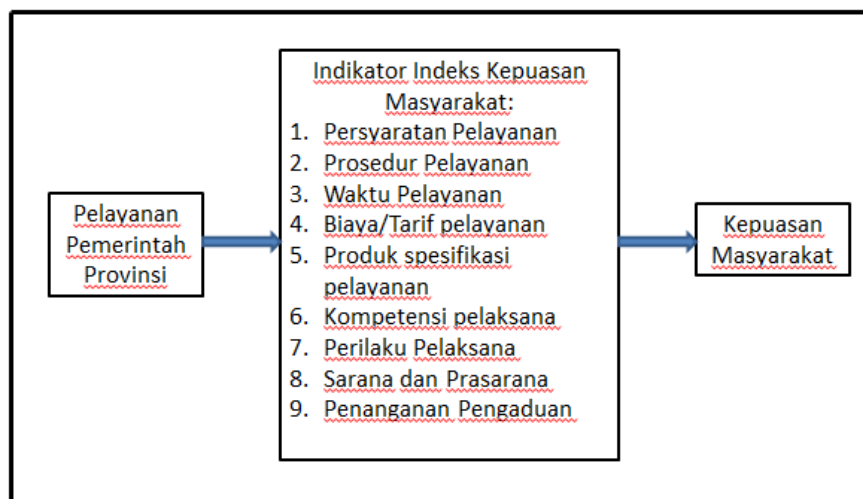 Pelayanan
Pemerintah
Provinsi
Indikator Indeks Kepuasan
Masyarakat:
1. Persyaratan Pelayanan
2. Prosedur Pelayanan
3. Waktu Pelayanan
4. Biaya/Tarif pelayanan
5. Produk spesifikasi
pelayanan
6. Kompetensi pelaksana
7. Perilaku Pelaksana
8. Sarana dan Prasarana
9. Penanganan Pengaduan
Kepuasan
Masyarakat